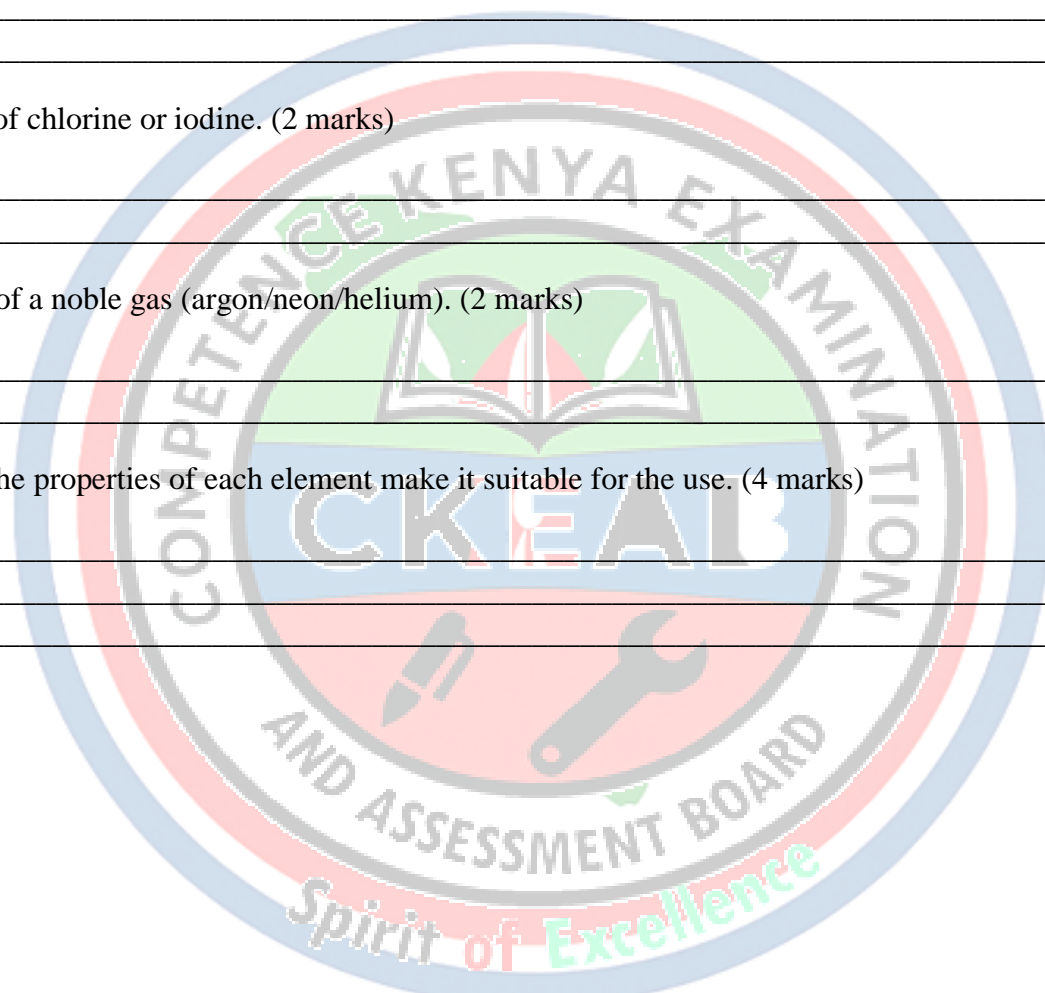 of chlorine or iodine. (2 marks)
of a noble gas (argon/neon/helium). (2 marks)
he properties of each element make it suitable for the use. (4 marks)
COMPETENCE KENYA EXAMINATION
CKEAB
AND ASSESSMENT BOARD
Spirit of Excellence